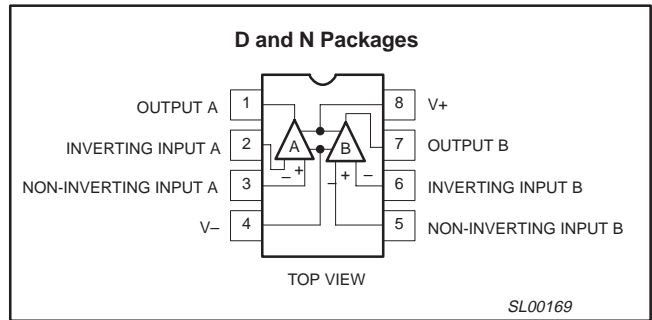 D and N Packages
OUTPUT A 1
INVERTING INPUT A 2
NON-INVERTING INPUT A 3
V– 4
8 V+
7 OUTPUT B
6 INVERTING INPUT B
5 NON-INVERTING INPUT B
A B
– + – + –
TOP VIEW
SL00169